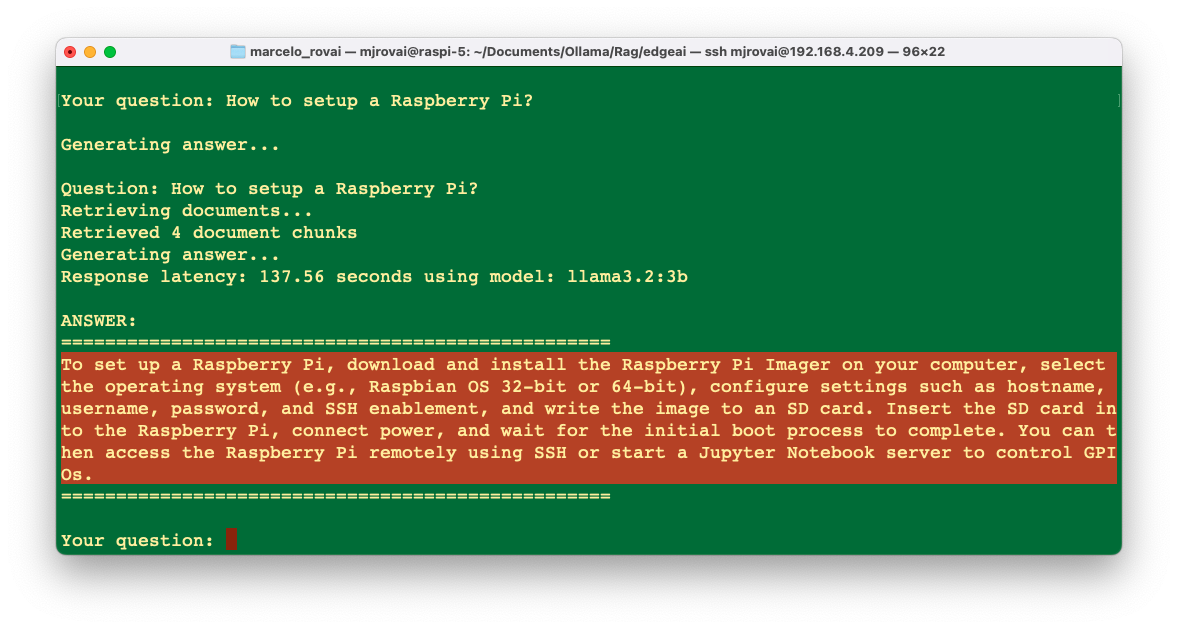 marcelo_rovai — mjrovai@raspi-5: ~/Documents/Ollama/Rag/edgeai — ssh mjrovai@192.168.4.209 — 96×22
[Your question: How to setup a Raspberry Pi? ]
Generating answer...
Question: How to setup a Raspberry Pi?
Retrieving documents...
Retrieved 4 document chunks
Generating answer...
Response latency: 137.56 seconds using model: llama3.2:3b
ANSWER:
==================================================
To set up a Raspberry Pi, download and install the Raspberry Pi Imager on your computer, select
the operating system (e.g., Raspbian OS 32-bit or 64-bit), configure settings such as hostname,
username, password, and SSH enablement, and write the image to an SD card. Insert the SD card in
to the Raspberry Pi, connect power, and wait for the initial boot process to complete. You can t
hen access the Raspberry Pi remotely using SSH or start a Jupyter Notebook server to control GPI
Os.
==================================================
Your question: